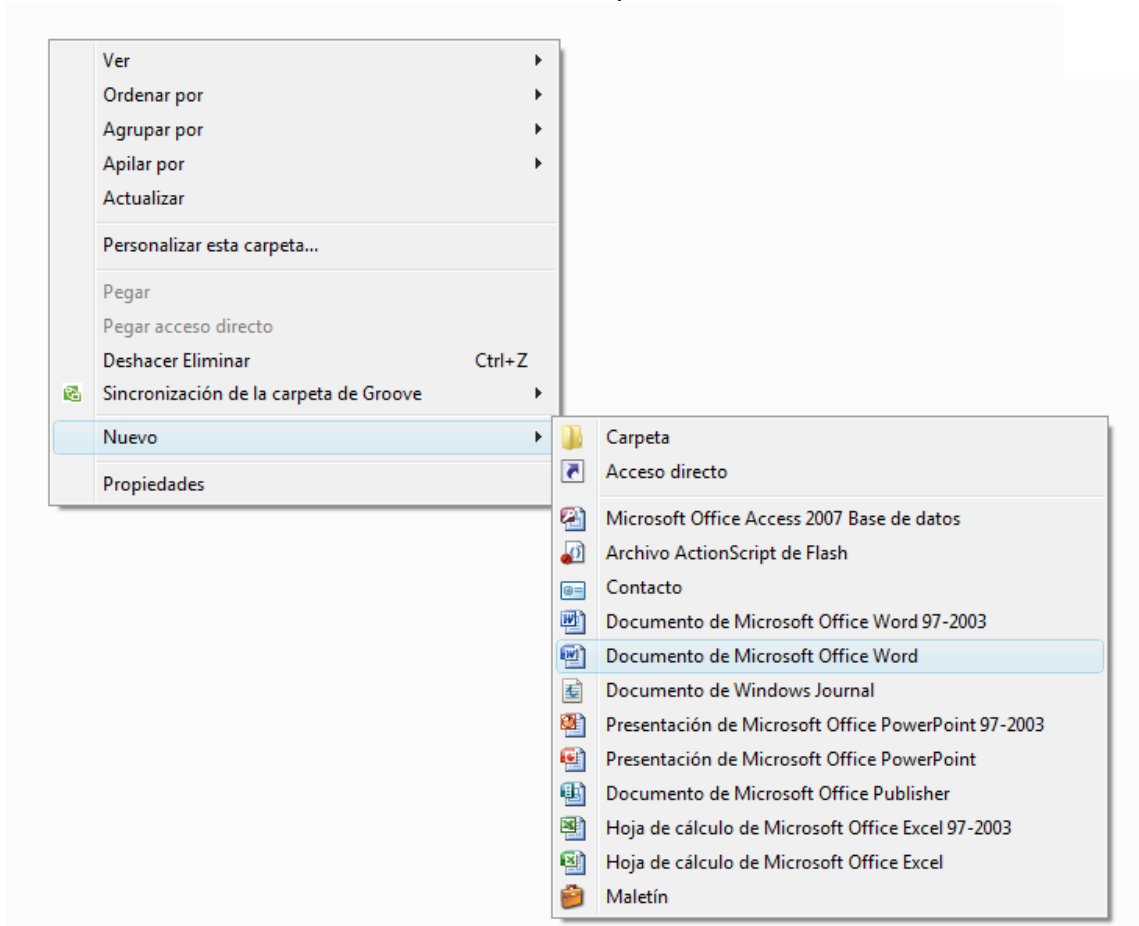 Ver
Ordenar por
Agrupar por
Apilar por
Actualizar
Personalizar esta carpeta...
Pegar
Pegar acceso directo
Deshacer Eliminar Ctrl+Z
Sincronización de la carpeta de Groove
Nuevo
Propiedades
Carpeta
Acceso directo
Microsoft Office Access 2007 Base de datos
Archivo ActionScript de Flash
Contacto
Documento de Microsoft Office Word 97-2003
Documento de Microsoft Office Word
Documento de Windows Journal
Presentación de Microsoft Office PowerPoint 97-2003
Presentación de Microsoft Office PowerPoint
Documento de Microsoft Office Publisher
Hoja de cálculo de Microsoft Office Excel 97-2003
Hoja de cálculo de Microsoft Office Excel
Maletín